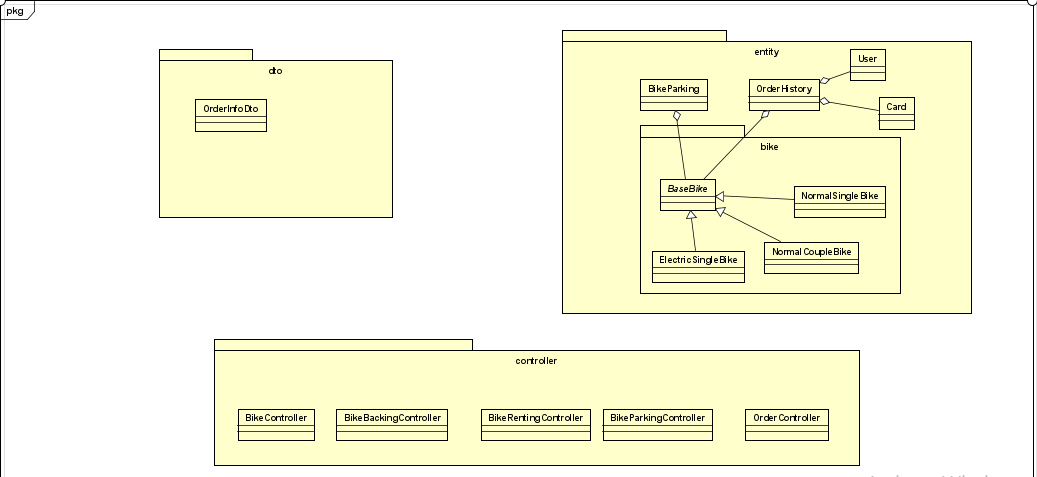 pkg
dto
OrderInfoDto
entity
User
BikeParking
OrderHistory
Card
bike
BaseBike
NormalSingleBike
ElectricSingleBike
NormalCoupleBike
controller
BikeController
BikeBackingController
BikeRentingController
BikeParkingController
OrderController